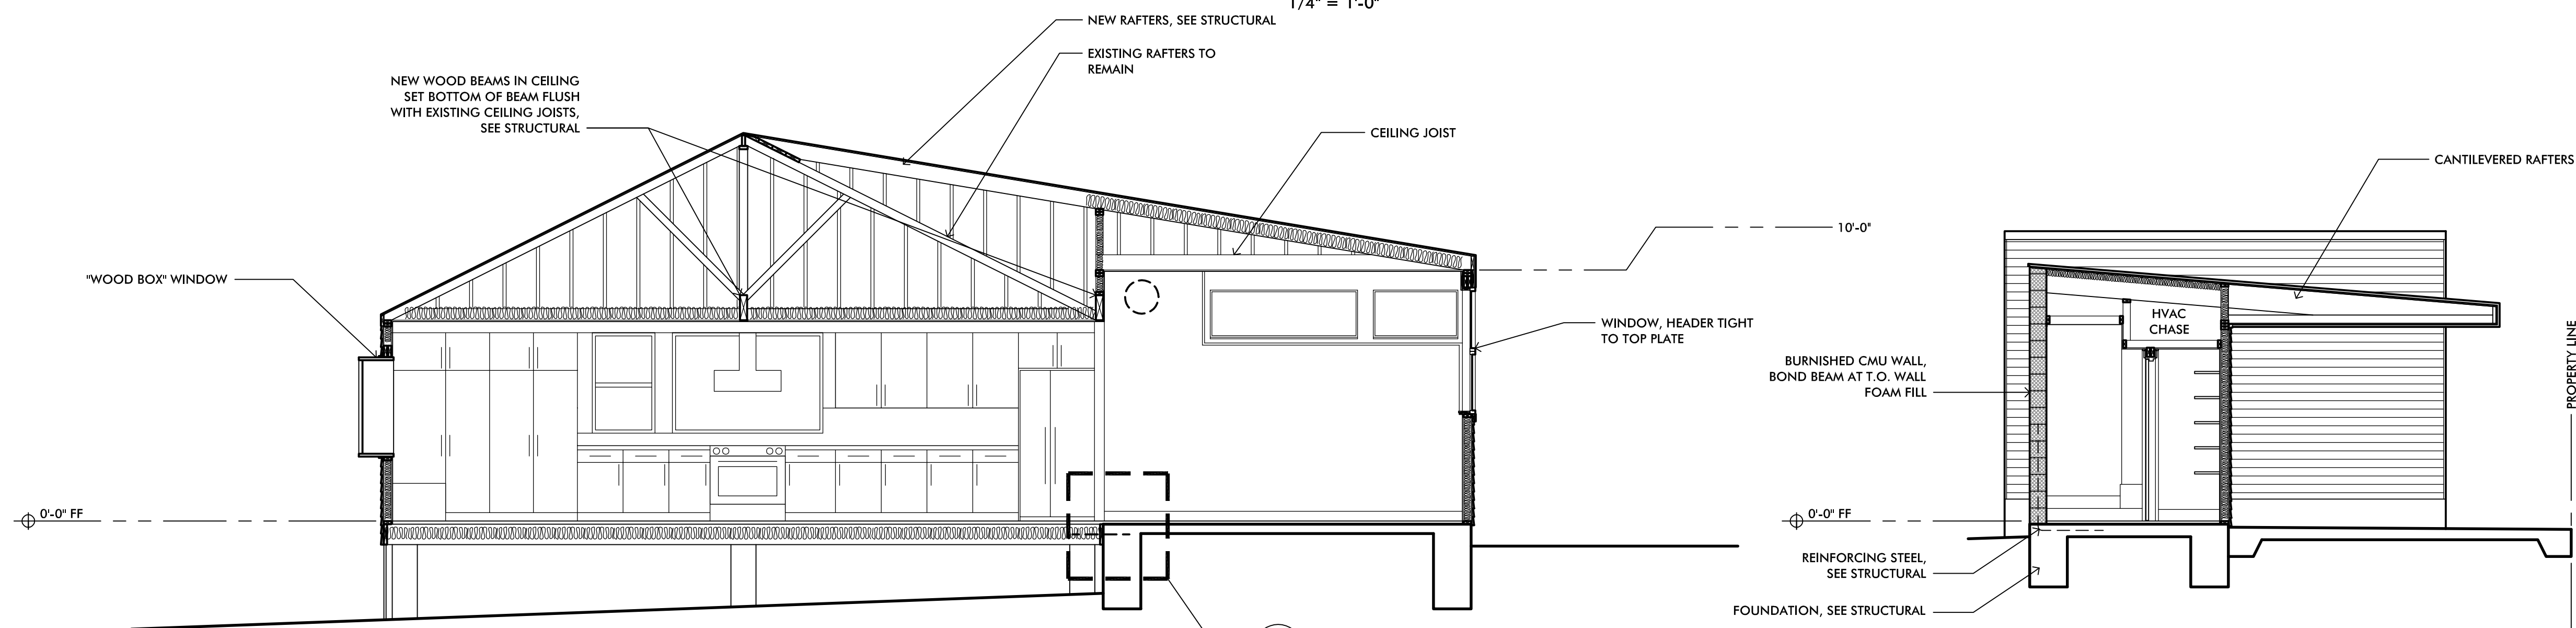 1/4" = 1'-0"
NEW RAFTERS, SEE STRUCTURAL
EXISTING RAFTERS TO
REMAIN
NEW WOOD BEAMS IN CEILING
SET BOTTOM OF BEAM FLUSH
WITH EXISTING CEILING JOISTS,
SEE STRUCTURAL
CEILING JOIST
CANTILEVERED RAFTERS
10'-0"
"WOOD BOX" WINDOW
HVAC
CHASE
WINDOW, HEADER TIGHT
TO TOP PLATE
PROPERTY LINE
BURNISHED CMU WALL,
BOND BEAM AT T.O. WALL
FOAM FILL
0'-0" FF
0'-0" FF
REINFORCING STEEL,
SEE STRUCTURAL
FOUNDATION, SEE STRUCTURAL